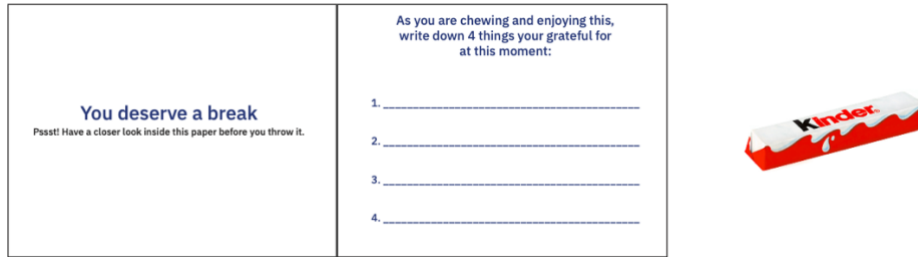 You deserve a break
Pssst! Have a closer look inside this paper before you throw it.
As you are chewing and enjoying this,
write down 4 things your grateful for
at this moment:
1.
2.
3.
4.
Kinder